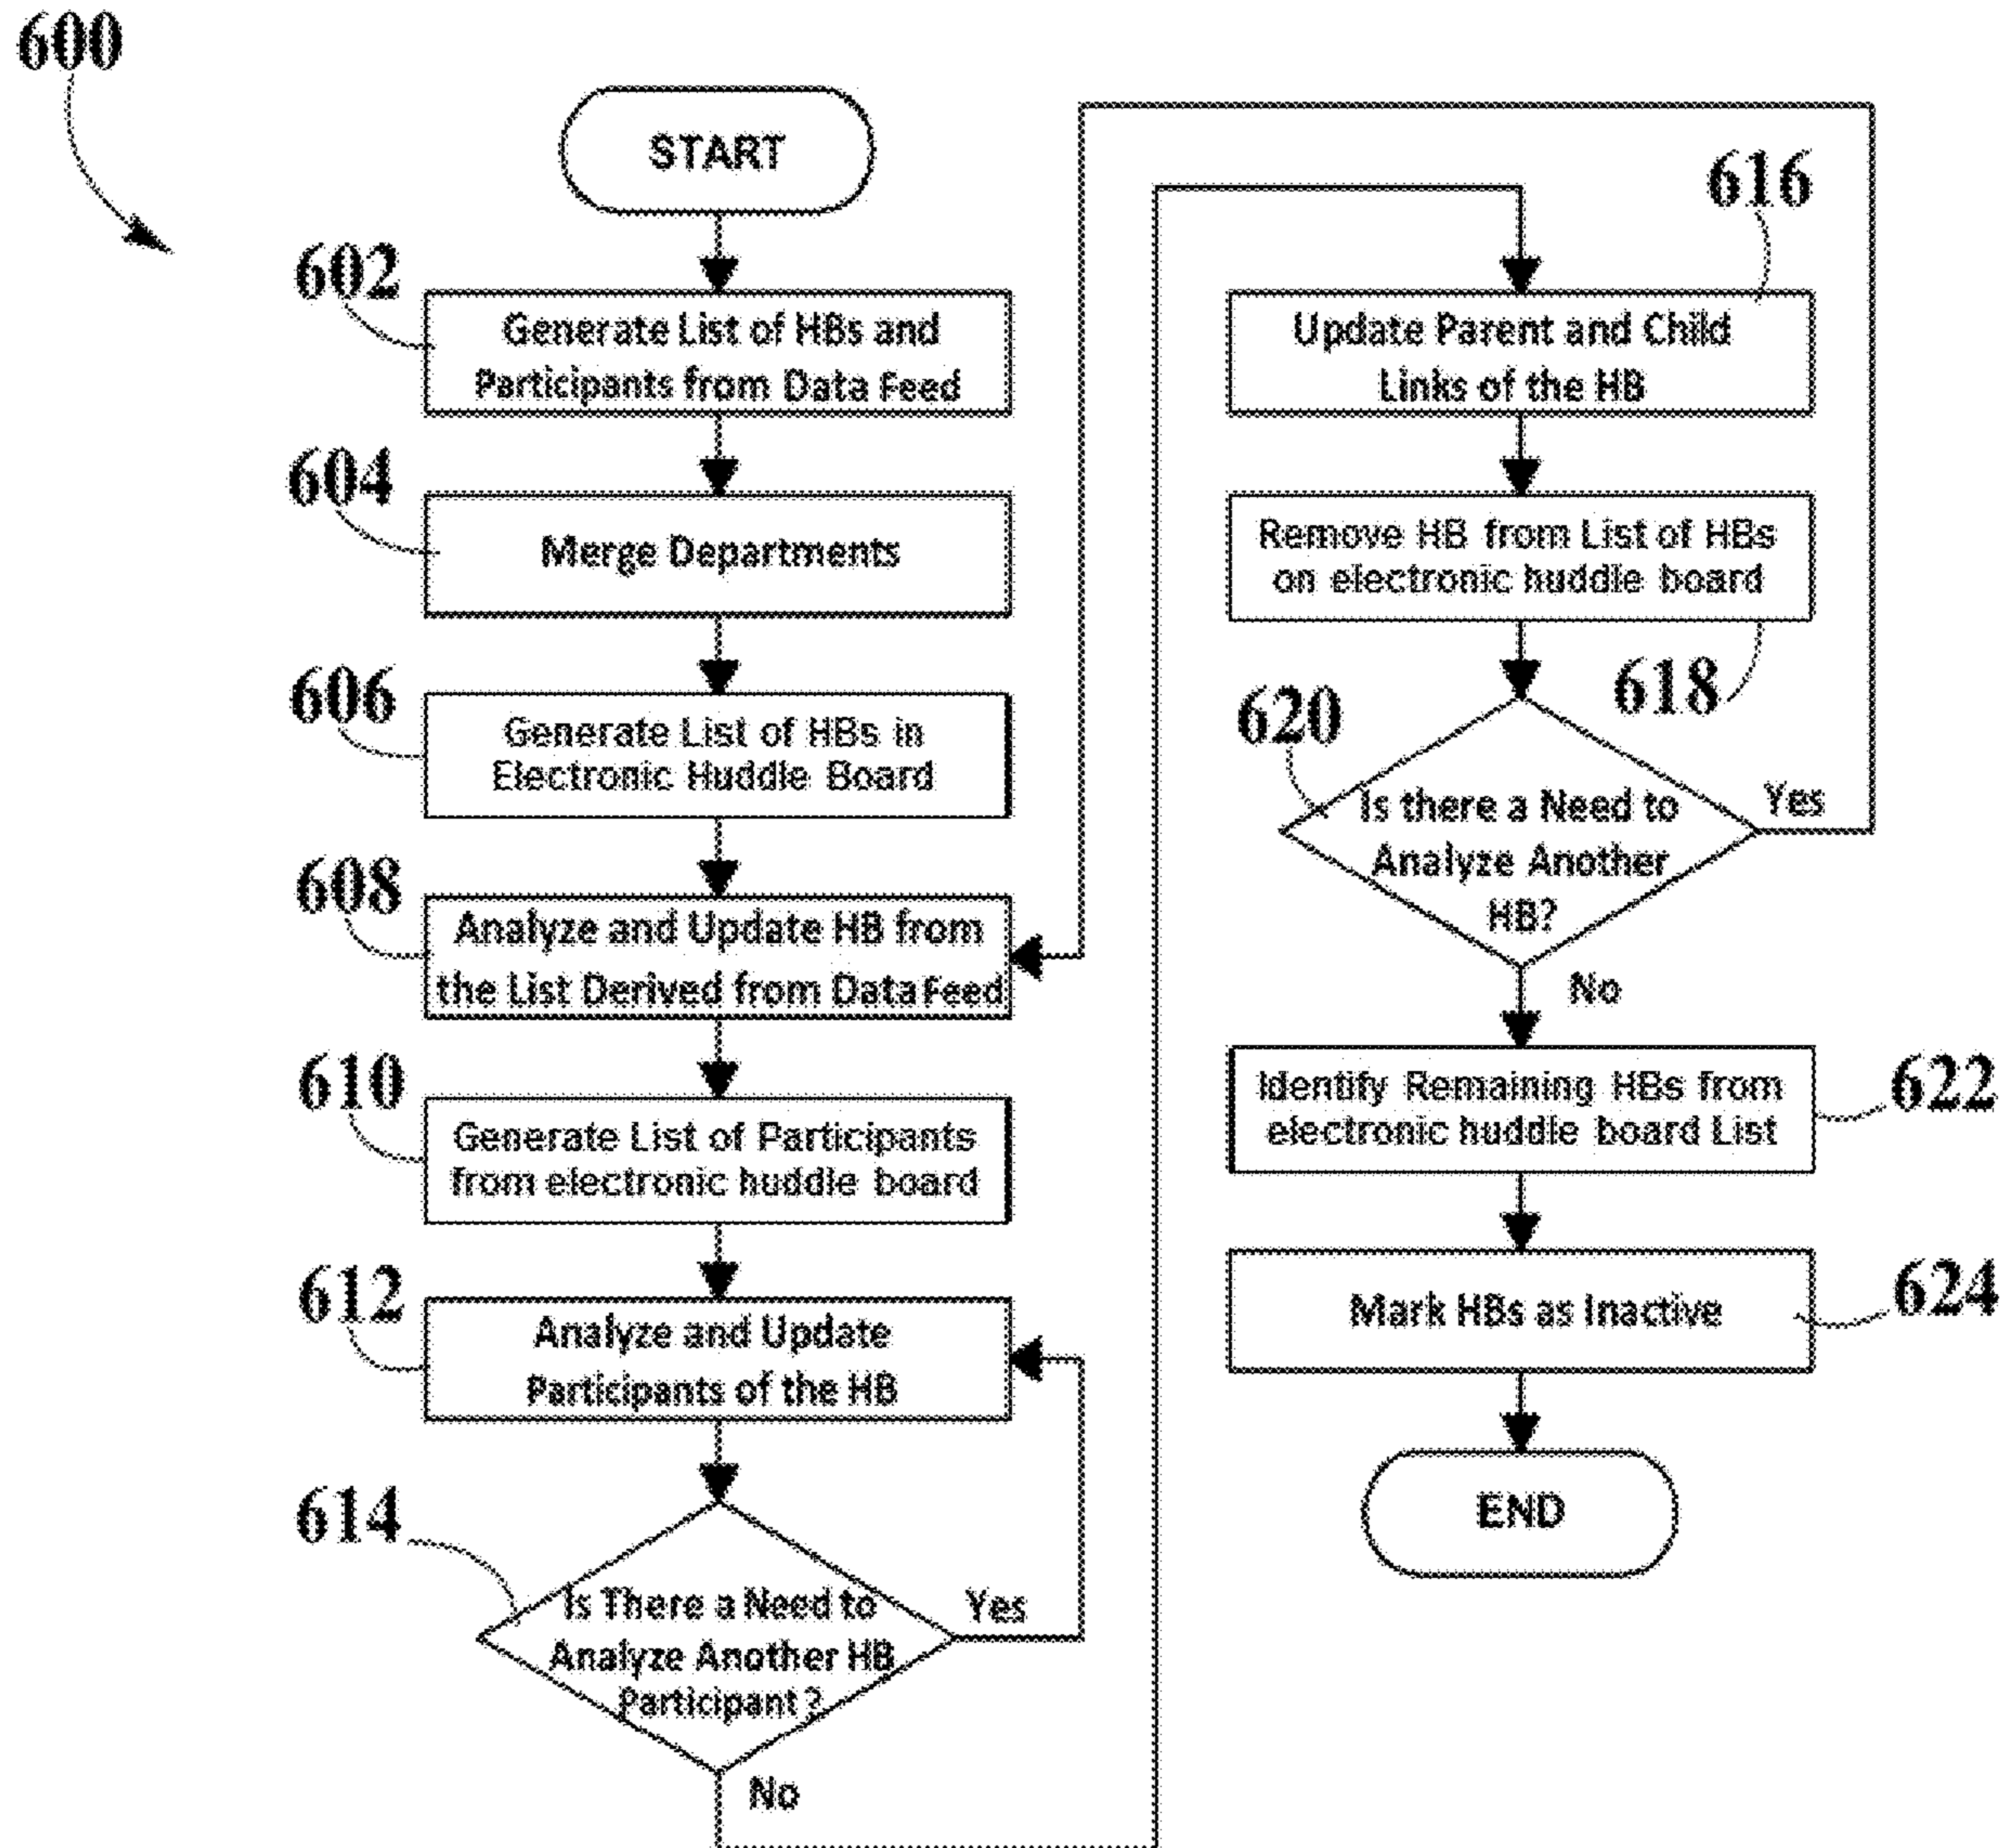 600
START
602
Generate List of HBs and
Participants from Data Feed
604
Merge Departments
606
Generate List of HBs in
Electronic Huddle Board
608
Analyze and Update HB from
the List Derived from Data Feed
610
Generate List of Participants
from electronic huddle board
612
Analyze and Update
Participants of the HB
614
Is There a Need to
Analyze Another HB
Participant?
Yes
No
616
Update Parent and Child
Links of the HB
Remove HB from List of HBs
on electronic huddle board
618
620
Is there a Need to
Analyze Another
HB?
Yes
No
Identify Remaining HBs from
electronic huddle board List
622
Mark HBs as Inactive
624
END